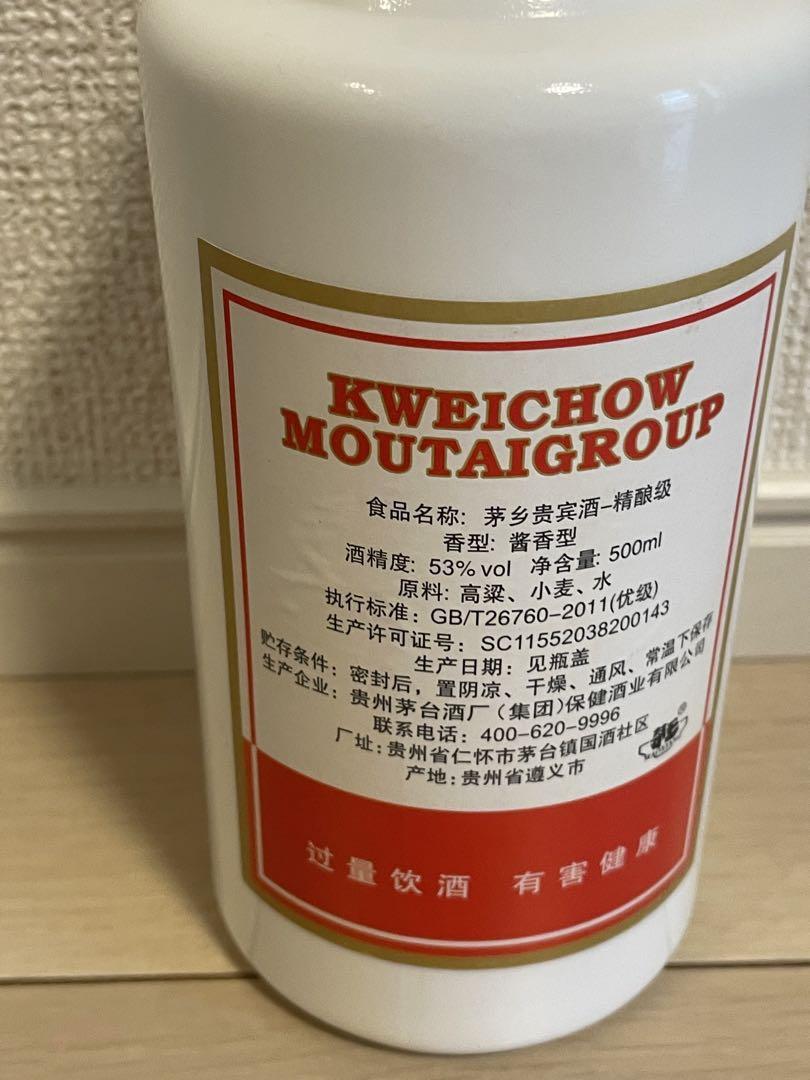 KWEICHOW
MOUTAIGROUP
食品名称: 茅乡贵宾酒-精酿级
香型: 酱香型
酒精度: 53%vol 净含量: 500ml
原料: 高粱、小麦、水
执行标准: GB/T26760-2011(优级)
生产许可证号: SC11552038200143
生产日期: 见瓶盖
贮存条件: 密封后，置阴凉、干燥、通风、常温下保存
生产企业: 贵州茅台酒厂(集团)保健酒业有限公司
联系电话: 400-620-9996
厂址: 贵州省仁怀市茅台镇国酒社区
产地: 贵州省遵义市
®
过量饮酒 有害健康